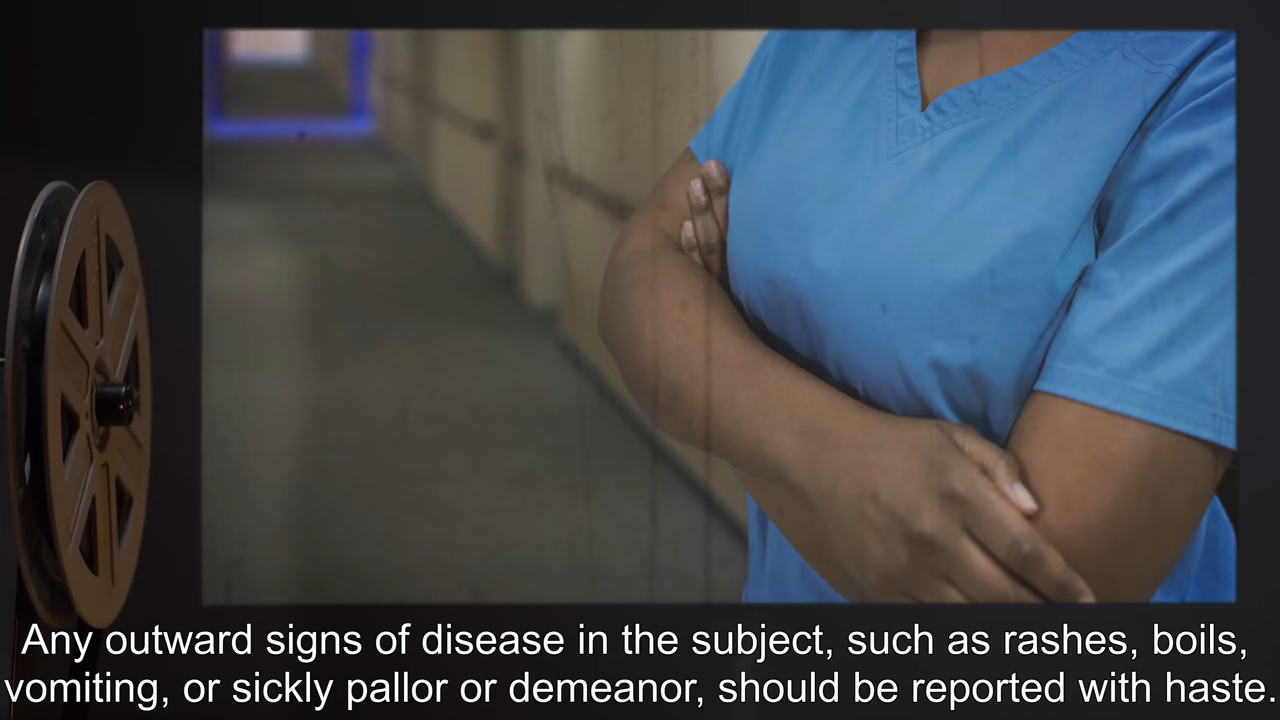 Any outward signs of disease in the subject, such as rashes, boils,
vomiting, or sickly pallor or demeanor, should be reported with haste.